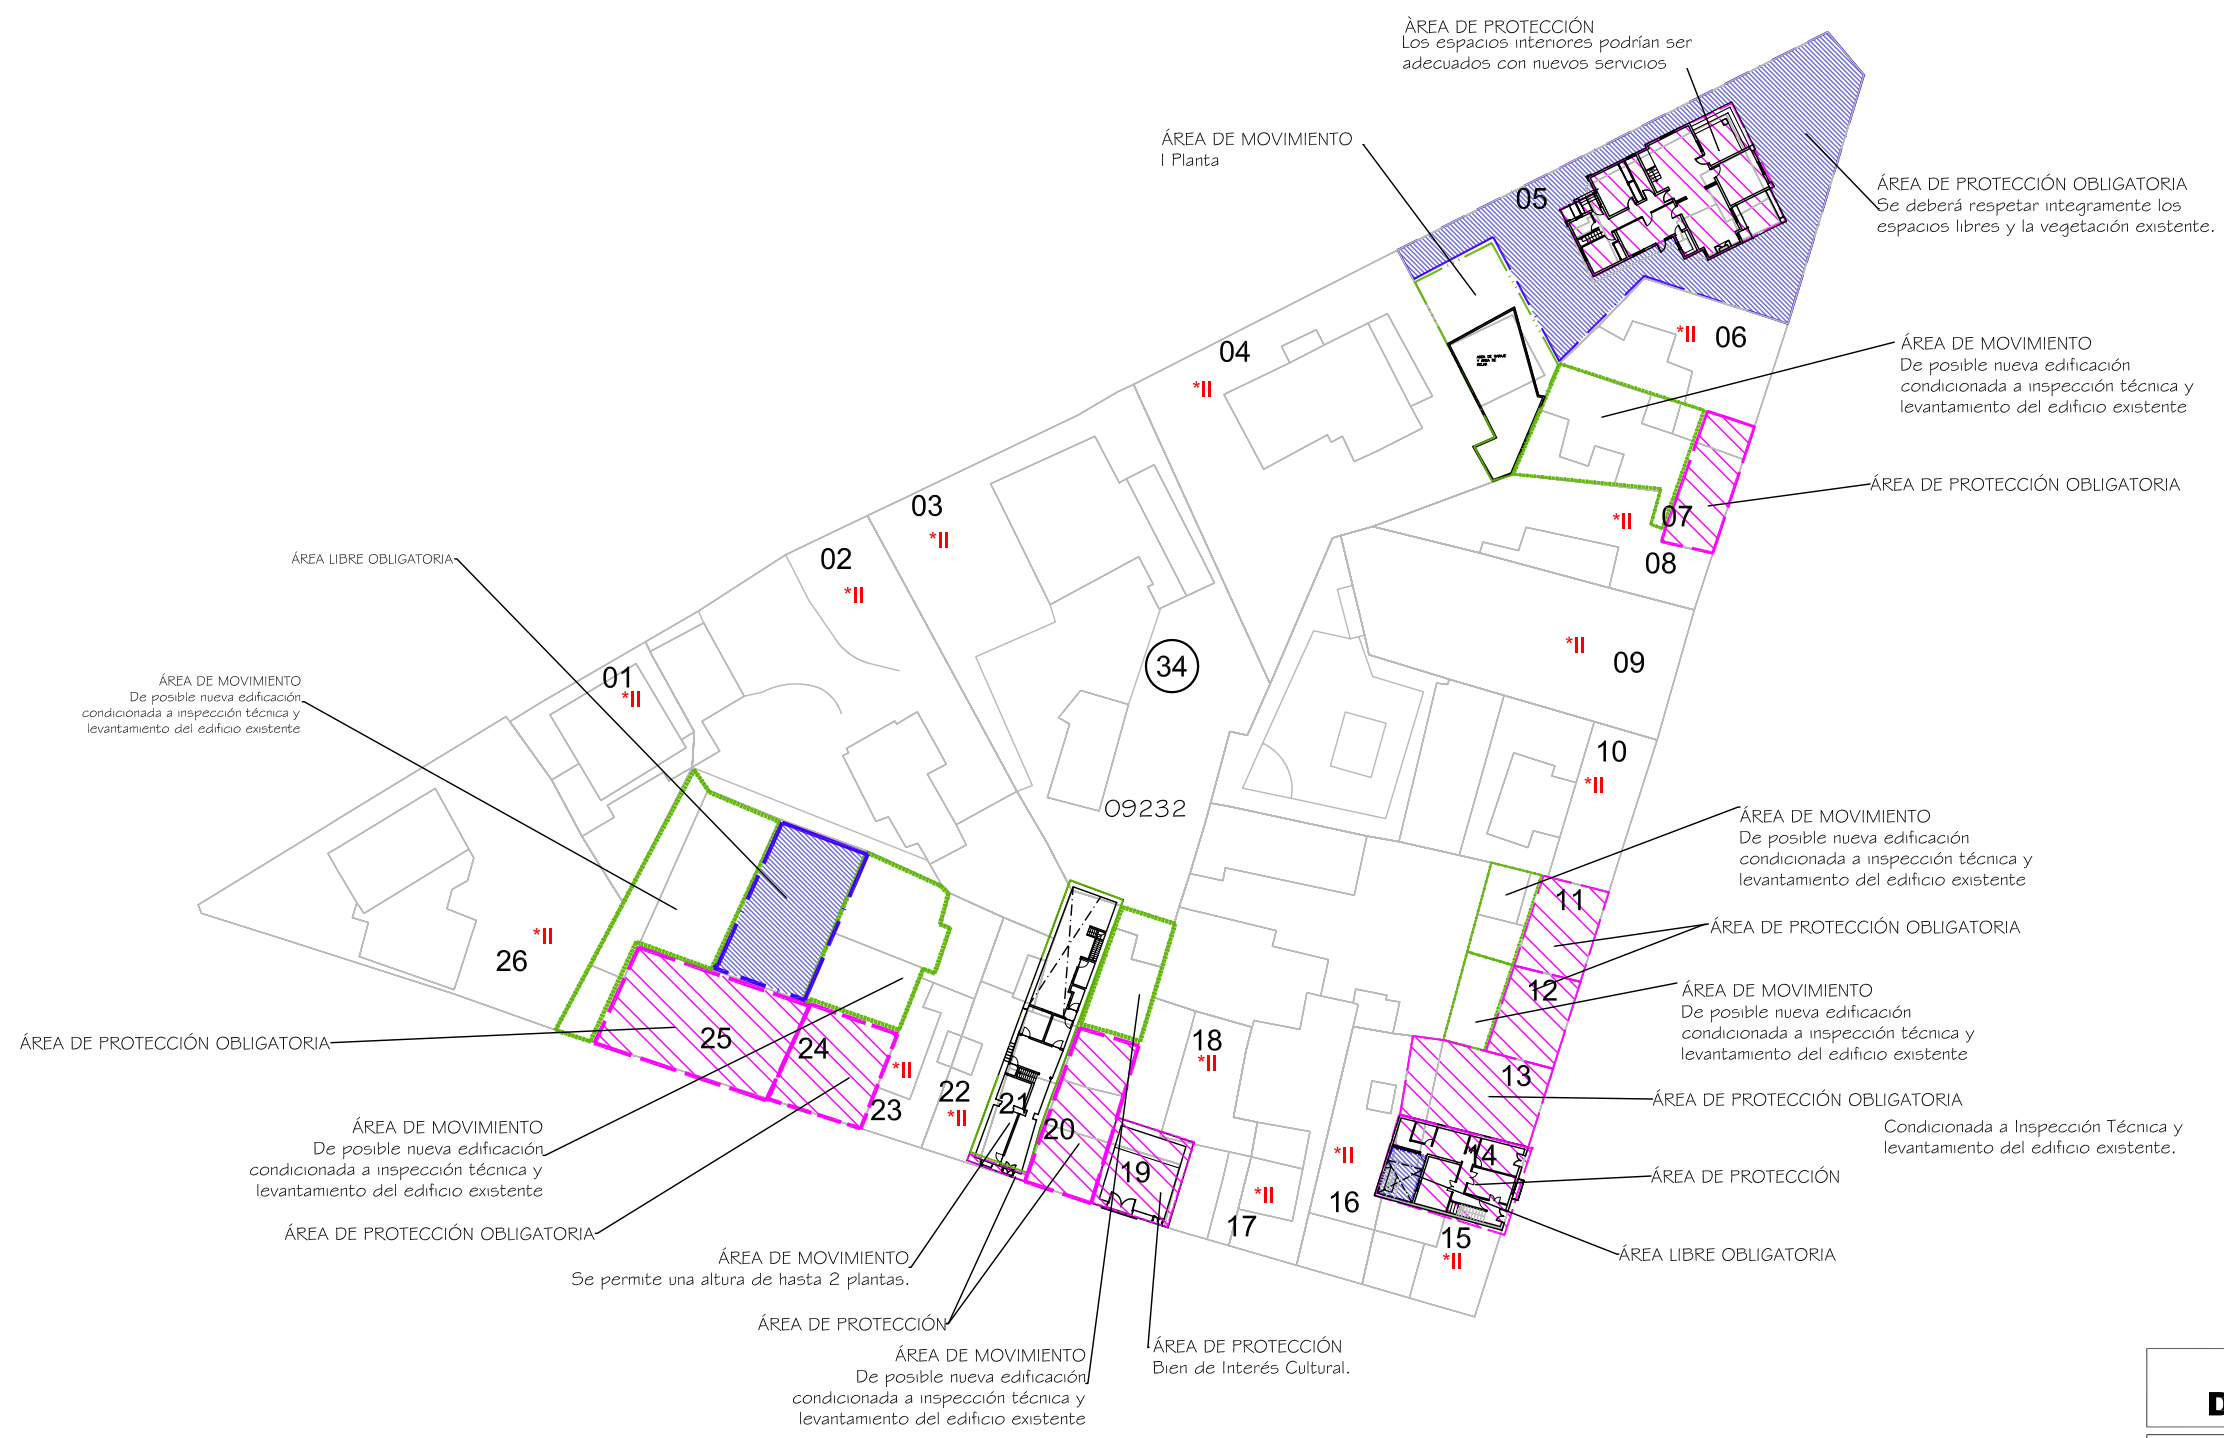 ÀREA DE PROTECCIÓN
Los espacios interiores podrían ser
adecuados con nuevos servicios
ÁREA DE MOVIMIENTO
I Planta
05
ÁREA DE PROTECCIÓN OBLIGATORIA
Se deberá respetar integramente los
espacios libres y la vegetación existente.
*II
06
04
*II
ÁREA DE MOVIMIENTO
De posible nueva edificación
condicionada a inspección técnica y
levantamiento del edificio existente
ÁREA DE PROTECCIÓN OBLIGATORIA
03
*II
*II
07
08
ÁREA LIBRE OBLIGATORIA
02
*II
34
*II
09
01
*II
ÁREA DE MOVIMIENTO
De posible nueva edificación
condicionada a inspección técnica y
levantamiento del edificio existente
10
*II
09232
ÁREA DE MOVIMIENTO
De posible nueva edificación
condicionada a inspección técnica y
levantamiento del edificio existente
11
ÁREA DE PROTECCIÓN OBLIGATORIA
*II
26
12
ÁREA DE MOVIMIENTO
De posible nueva edificación
condicionada a inspección técnica y
levantamiento del edificio existente
ÁREA DE PROTECCIÓN OBLIGATORIA
25
24
*II
18
*II
13
22
*II
23
21
20
ÁREA DE PROTECCIÓN OBLIGATORIA
Condicionada a Inspección Técnica y
levantamiento del edificio existente.
ÁREA DE MOVIMIENTO
De posible nueva edificación
condicionada a inspección técnica y
levantamiento del edificio existente
19
*II
*II
16
14
ÁREA DE PROTECCIÓN
17
15
*II
ÁREA DE PROTECCIÓN OBLIGATORIA
ÁREA LIBRE OBLIGATORIA
ÁREA DE MOVIMIENTO
Se permite una altura de hasta 2 plantas.
ÁREA DE PROTECCIÓN
ÁREA DE MOVIMIENTO
De posible nueva edificación
condicionada a inspección técnica y
levantamiento del edificio existente
ÁREA DE PROTECCIÓN
Bien de Interés Cultural.